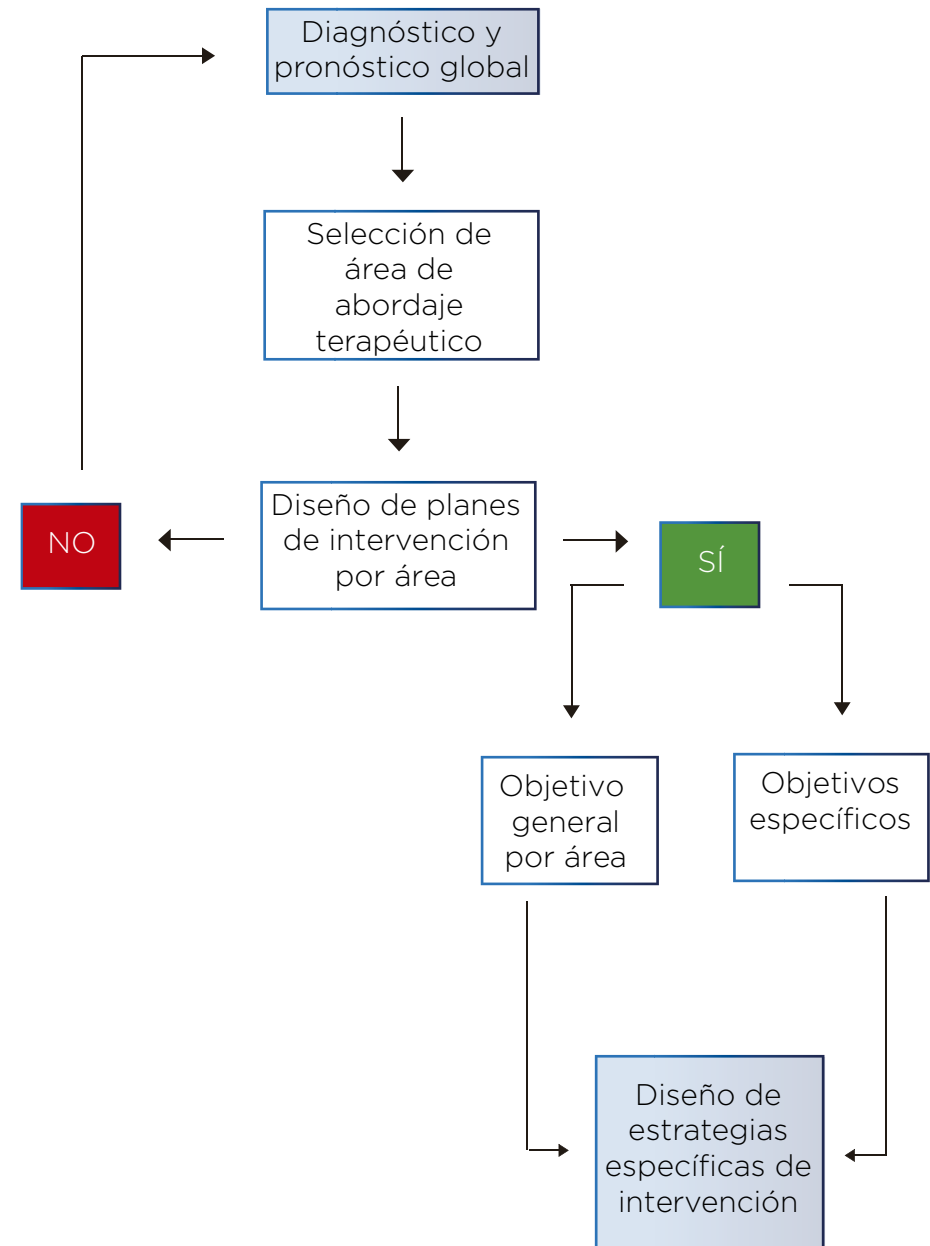 Diagnóstico y
pronóstico global
Selección de
área de
abordaje
terapéutico
Diseño de planes
de intervención
por área
NO
SÍ
Objetivo
general
por área
Objetivos
específicos
Diseño de
estrategias
específicas de
intervención